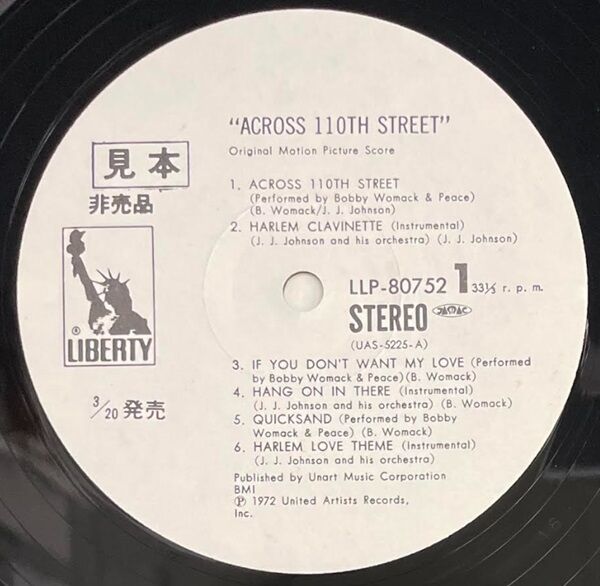 "ACROSS 110TH STREET"
Original Motion Picture Score
見本
非売品
1. ACROSS 110TH STREET
(Performed by Bobby Womack & Peace)
(B. Womack/J. J. Johnson)
2. HARLEM CLAVINETTE (Instrumental)
(J. J. Johnson and his orchestra) (J. J. Johnson)
® LIBERTY
3/20 発売
LLP-80752 1 33⅓ r. p. m.
STEREO JASRAC
(UAS-5225-A)
3. IF YOU DON'T WANT MY LOVE (Performed
by Bobby Womack & Peace)(B. Womack)
4. HANG ON IN THERE (Instrumental)
(J. J. Johnson and his orchestra) (B. Womack)
5. QUICKSAND (Performed by Bobby
Womack & Peace) (B. Womack)
6. HARLEM LOVE THEME (Instrumental)
(J. J. Johnson and his orchestra)
Published by Unart Music Corporation
BMI
℗ 1972 United Artists Records,
Inc.